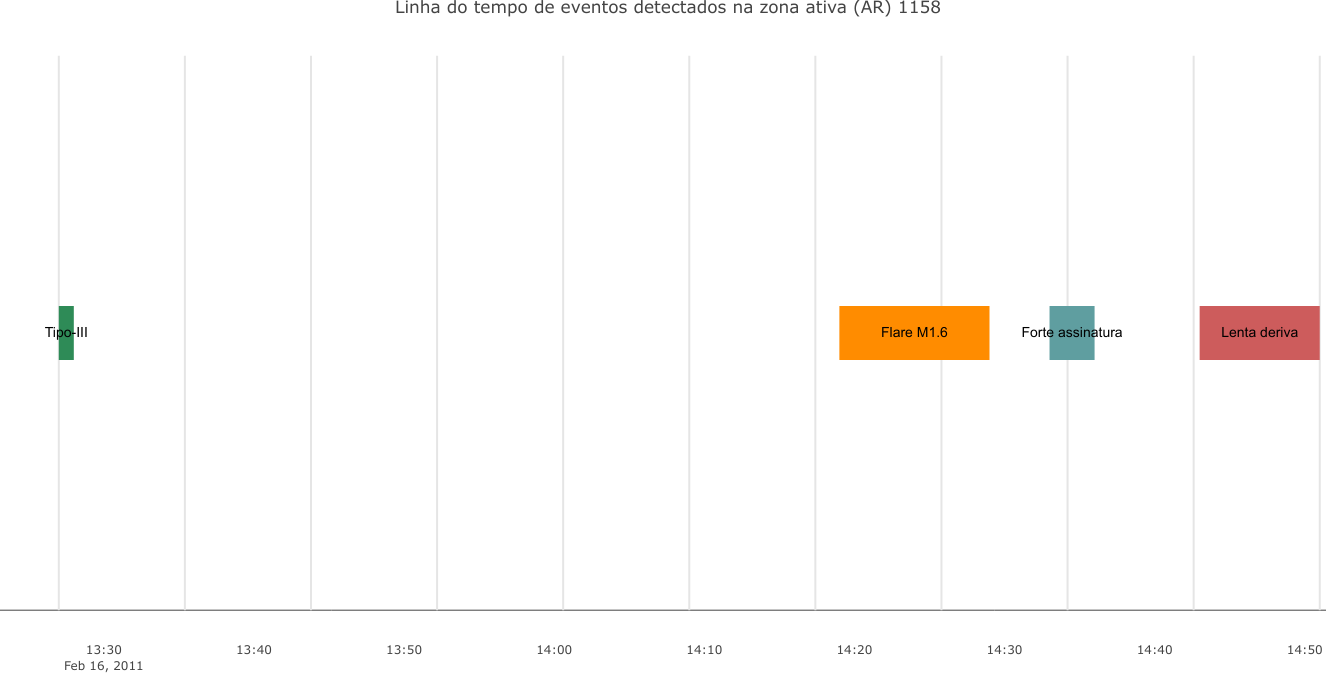 Linha do tempo de eventos detectados na zona ativa (AR) 1158
Tipo-III
Flare M1.6
Forte assinatura
Lenta deriva
13:30
13:40
13:50
14:00
14:10
14:20
14:30
14:40
14:50
Feb 16, 2011